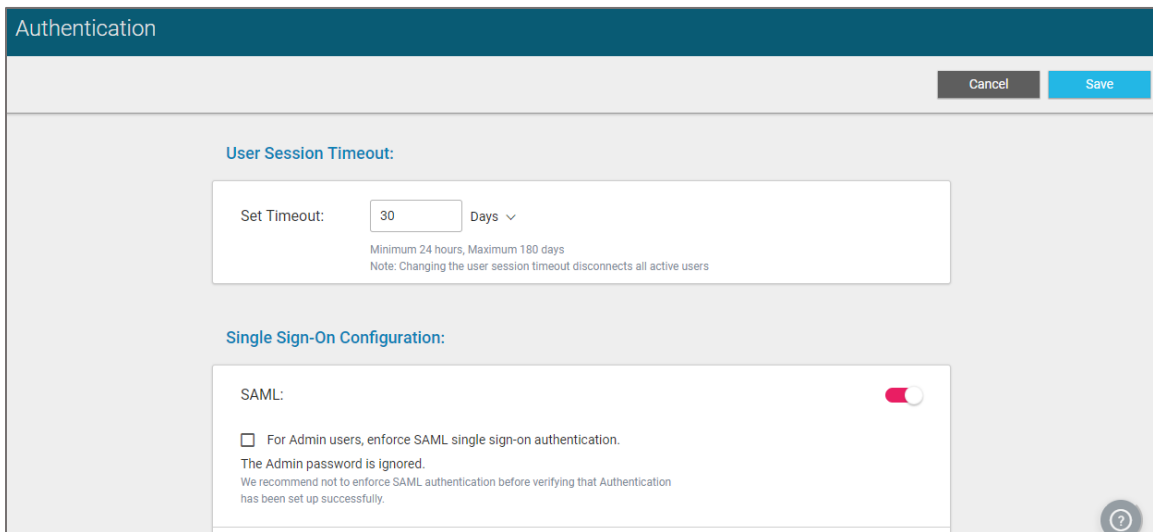 Authentication
Cancel
Save
User Session Timeout:
Set Timeout:
30
Days
Minimum 24 hours, Maximum 180 days
Note: Changing the user session timeout disconnects all active users
Single Sign-On Configuration:
SAML:
For Admin users, enforce SAML single sign-on authentication.
The Admin password is ignored.
We recommend not to enforce SAML authentication before verifying that Authentication
has been set up successfully.
?